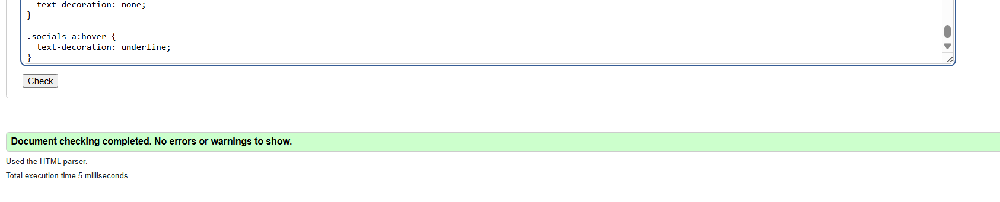 text-decoration: none;
}
.socials a:hover {
text-decoration: underline;
}
Check
Document checking completed. No errors or warnings to show.
Used the HTML parser.
Total execution time 5 milliseconds.